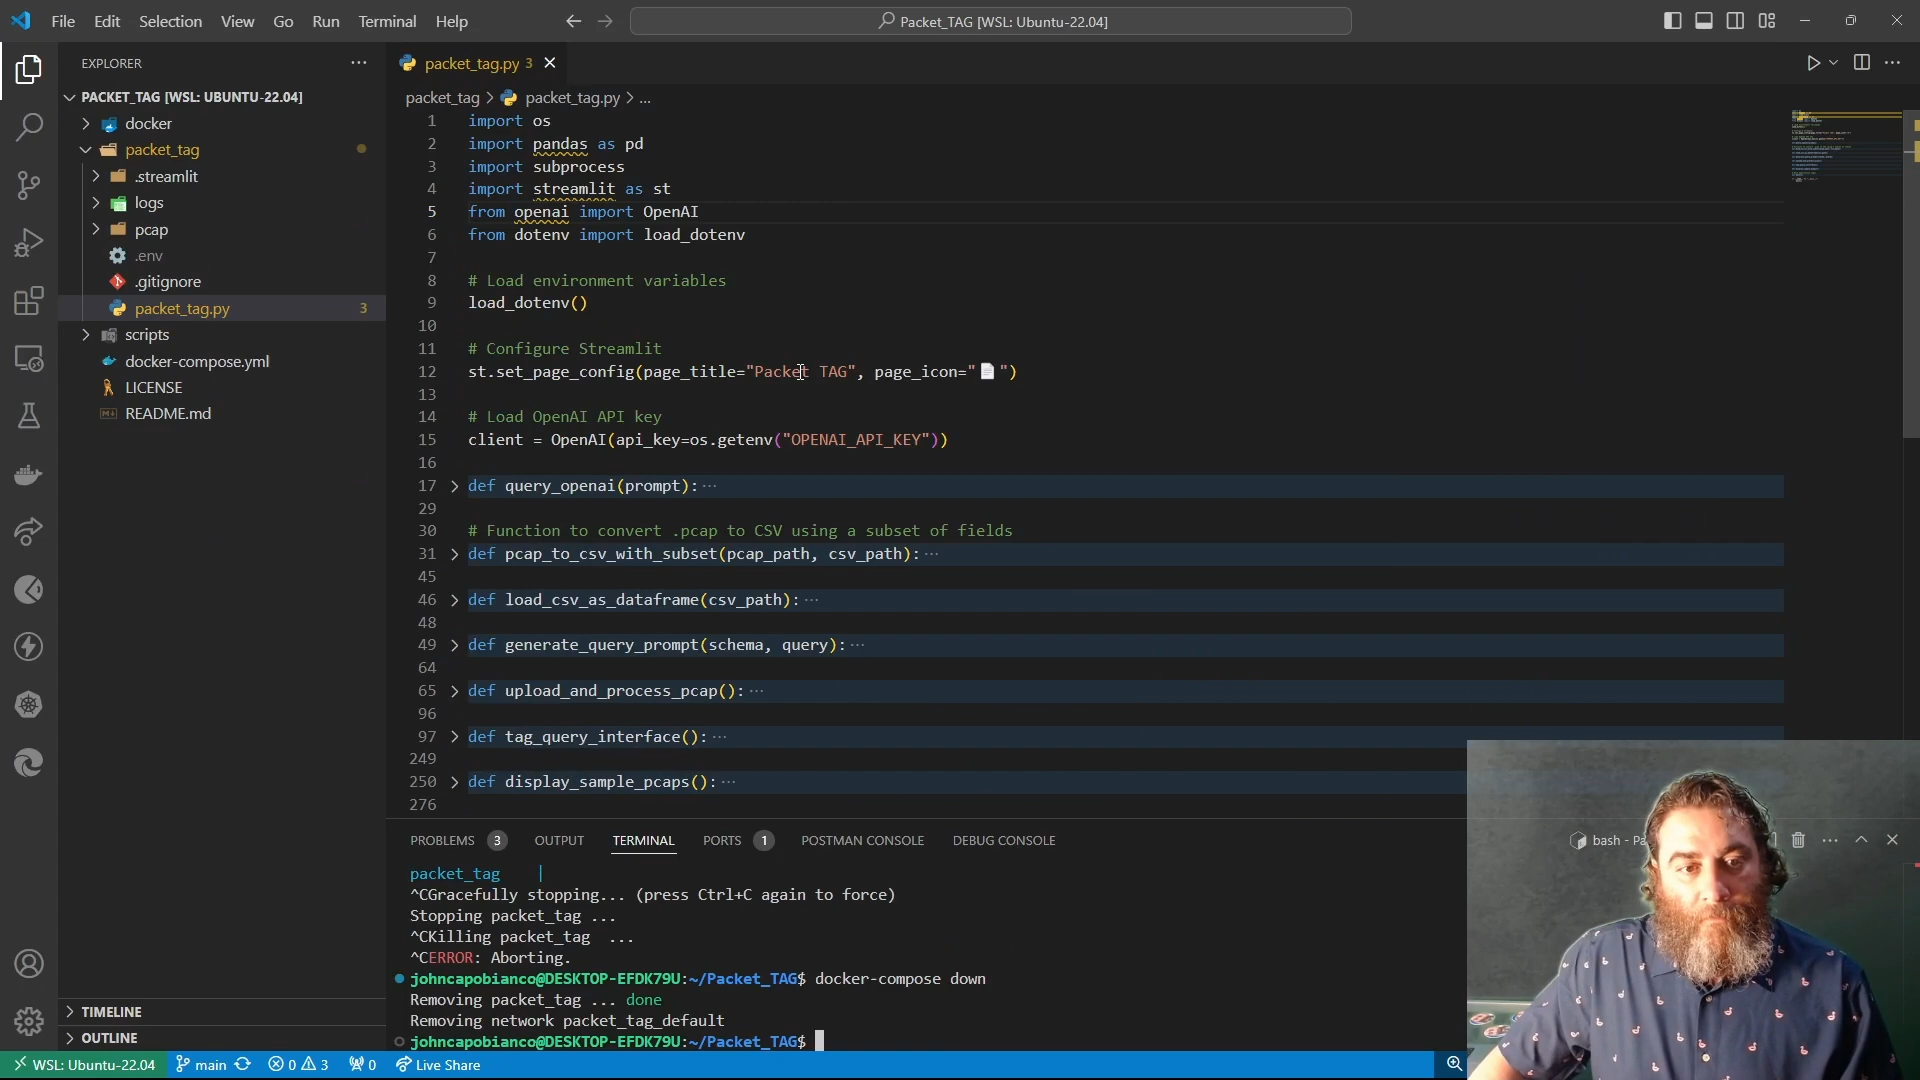 File Edit Selection View Go Run Terminal Help
Packet_TAG [WSL: Ubuntu-22.04]
EXPLORER
PACKET_TAG [WSL: UBUNTU-22.04]
docker
packet_tag
.streamlit
logs
pcap
.env
.gitignore
packet_tag.py 3
scripts
docker-compose.yml
LICENSE
README.md
TIMELINE
OUTLINE
packet_tag.py 3
packet_tag > packet_tag.py > ...
1 import os
2 import pandas as pd
3 import subprocess
4 import streamlit as st
5 from openai import OpenAI
6 from dotenv import load_dotenv
7
8 # Load environment variables
9 load_dotenv()
10
11 # Configure Streamlit
12 st.set_page_config(page_title="Packet TAG", page_icon="📄")
13
14 # Load OpenAI API key
15 client = OpenAI(api_key=os.getenv("OPENAI_API_KEY"))
16
17 > def query_openai(prompt): ···
29
30 # Function to convert .pcap to CSV using a subset of fields
31 > def pcap_to_csv_with_subset(pcap_path, csv_path): ···
45
46 > def load_csv_as_dataframe(csv_path): ···
48
49 > def generate_query_prompt(schema, query): ···
64
65 > def upload_and_process_pcap(): ···
96
97 > def tag_query_interface(): ···
249
250 > def display_sample_pcaps(): ···
276
PROBLEMS 3 OUTPUT TERMINAL PORTS 1 POSTMAN CONSOLE DEBUG CONSOLE
bash - Pa
packet_tag |
^CGracefully stopping... (press Ctrl+C again to force)
Stopping packet_tag ...
^CKilling packet_tag ...
^CERROR: Aborting.
johncapobianco@DESKTOP-EFDK79U:~/Packet_TAG$ docker-compose down
Removing packet_tag ... done
Removing network packet_tag_default
johncapobianco@DESKTOP-EFDK79U:~/Packet_TAG$
WSL: Ubuntu-22.04 main 0 3 0 Live Share